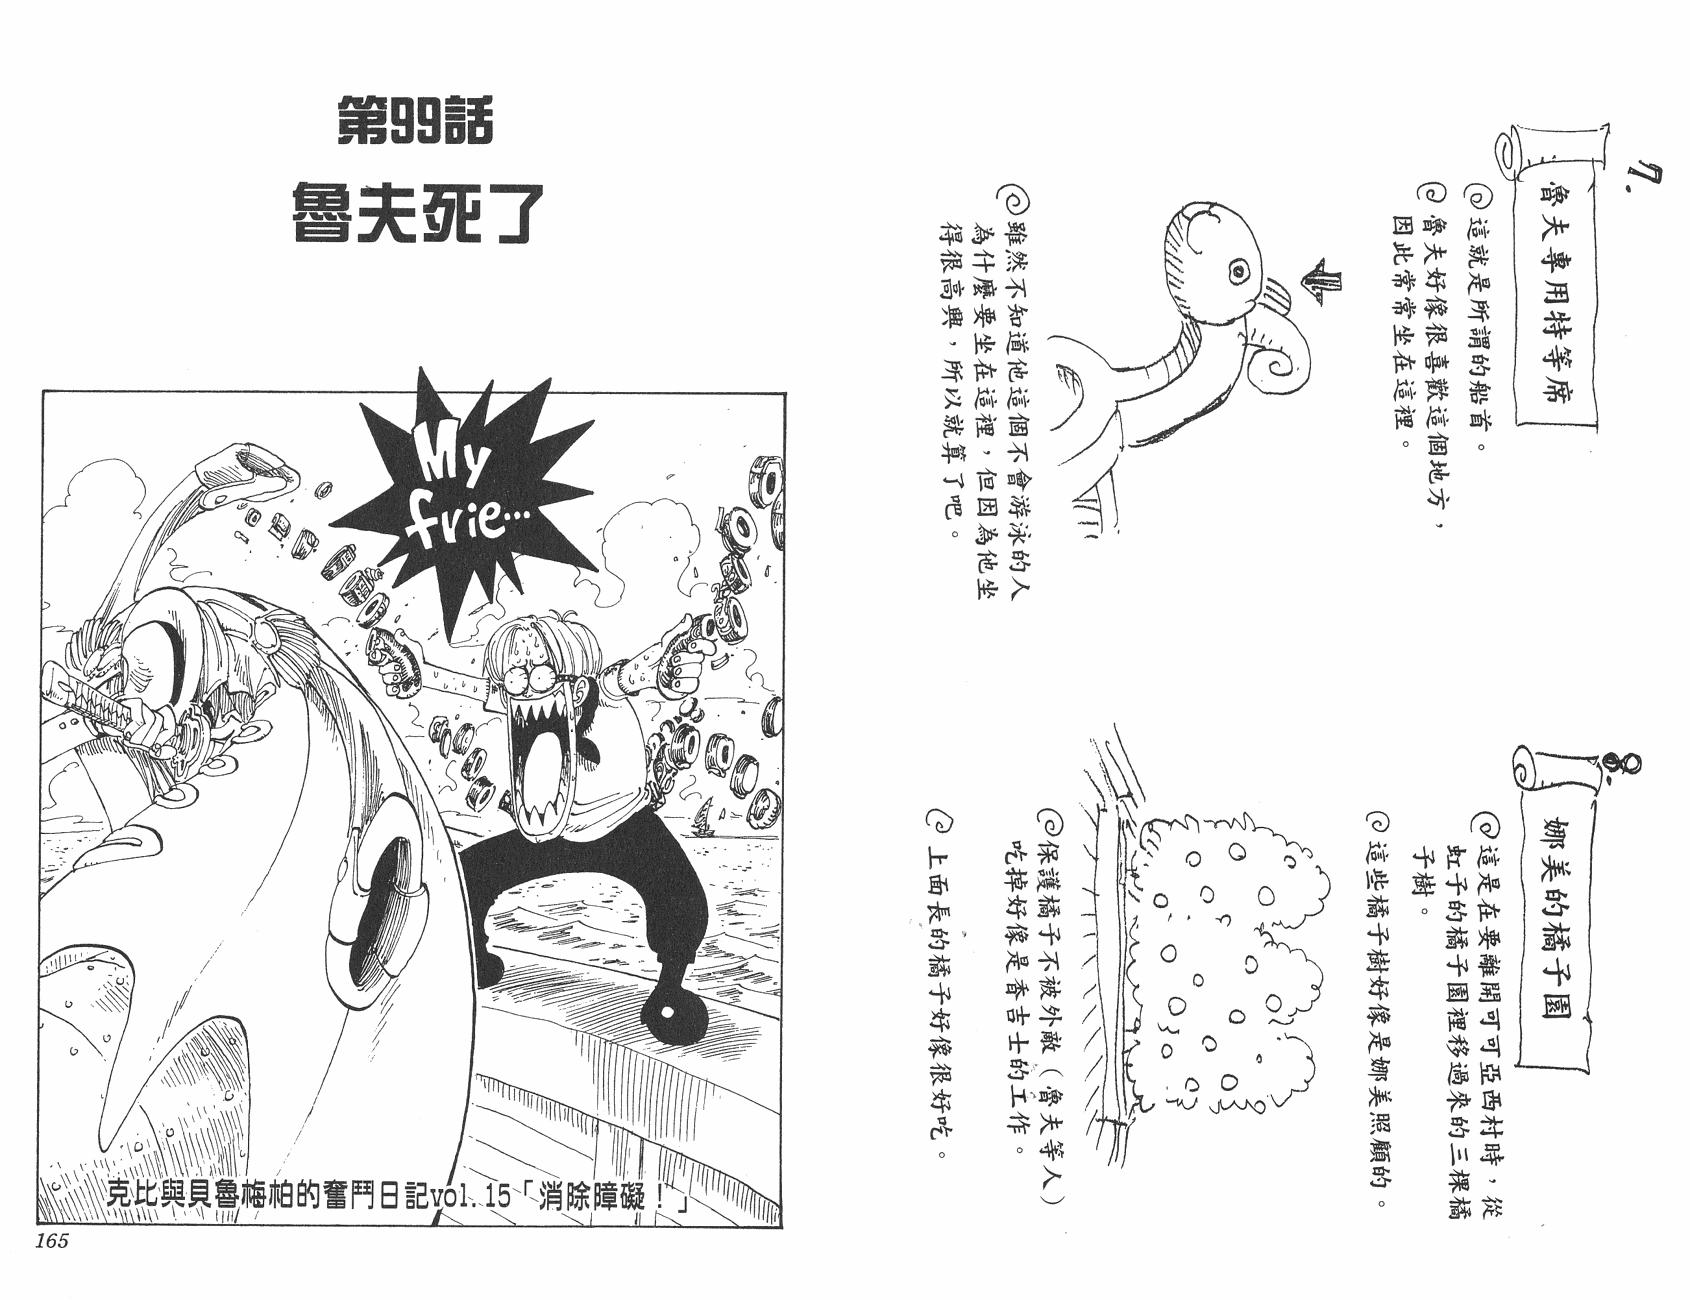 7.
魯夫專用特等席
這就是所謂的船首。
魯夫好像很喜歡這個地方，
因此常常坐在這裡。
雖然不知道他這個不會游泳的人
為什麼要坐在這裡，但因為他坐
得很高興，所以就算了吧。
8.
娜美的橘子園
這是在要離開可可亞西村時，從
虹子的橘子園裡移過來的三棵橘
子樹。
這些橘子樹好像是娜美照顧的。
保護橘子不被外敵（魯夫等人）
吃掉好像是香吉士的工作。
上面長的橘子好像很好吃。
第99話
魯夫死了
My
frie…
克比與貝魯梅柏的奮鬥日記vol.15「消除障礙！」
165